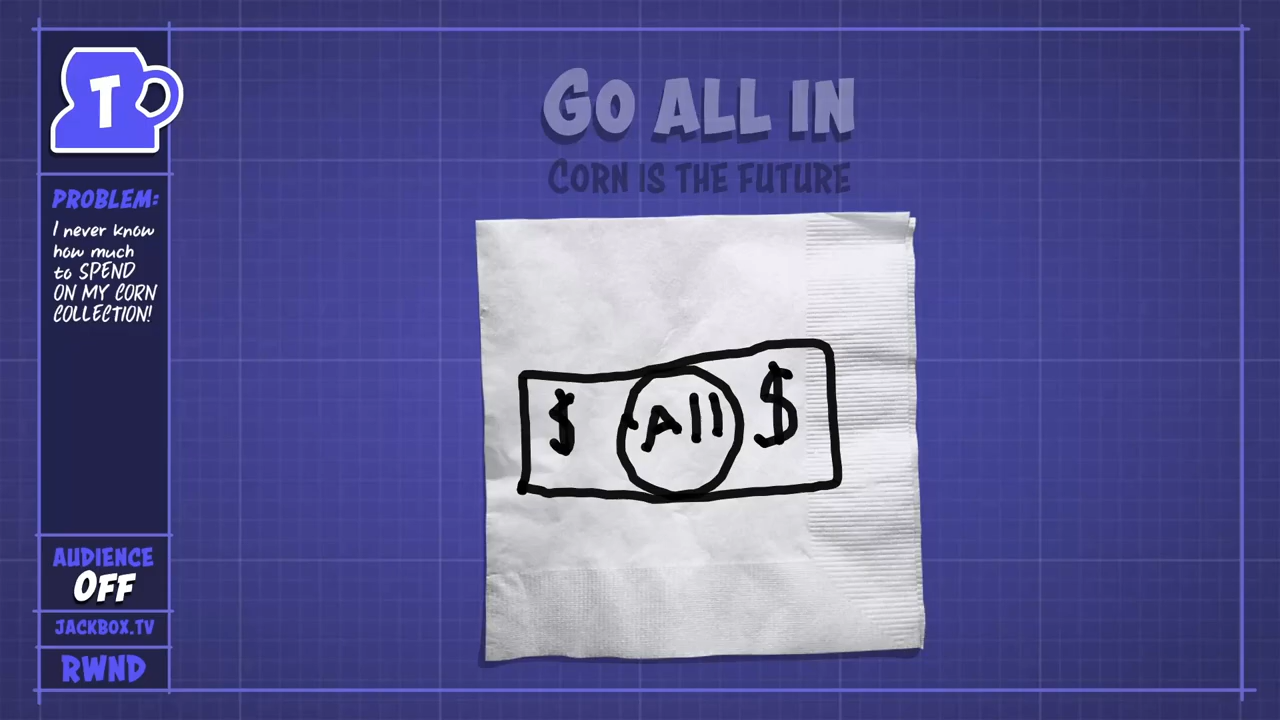 T
PROBLEM:
I never know
how much
to SPEND
ON MY CORN
COLLECTION!
AUDIENCE
OFF
JACKBOX.TV
RWND
GO ALL IN
CORN IS THE FUTURE
$ All $